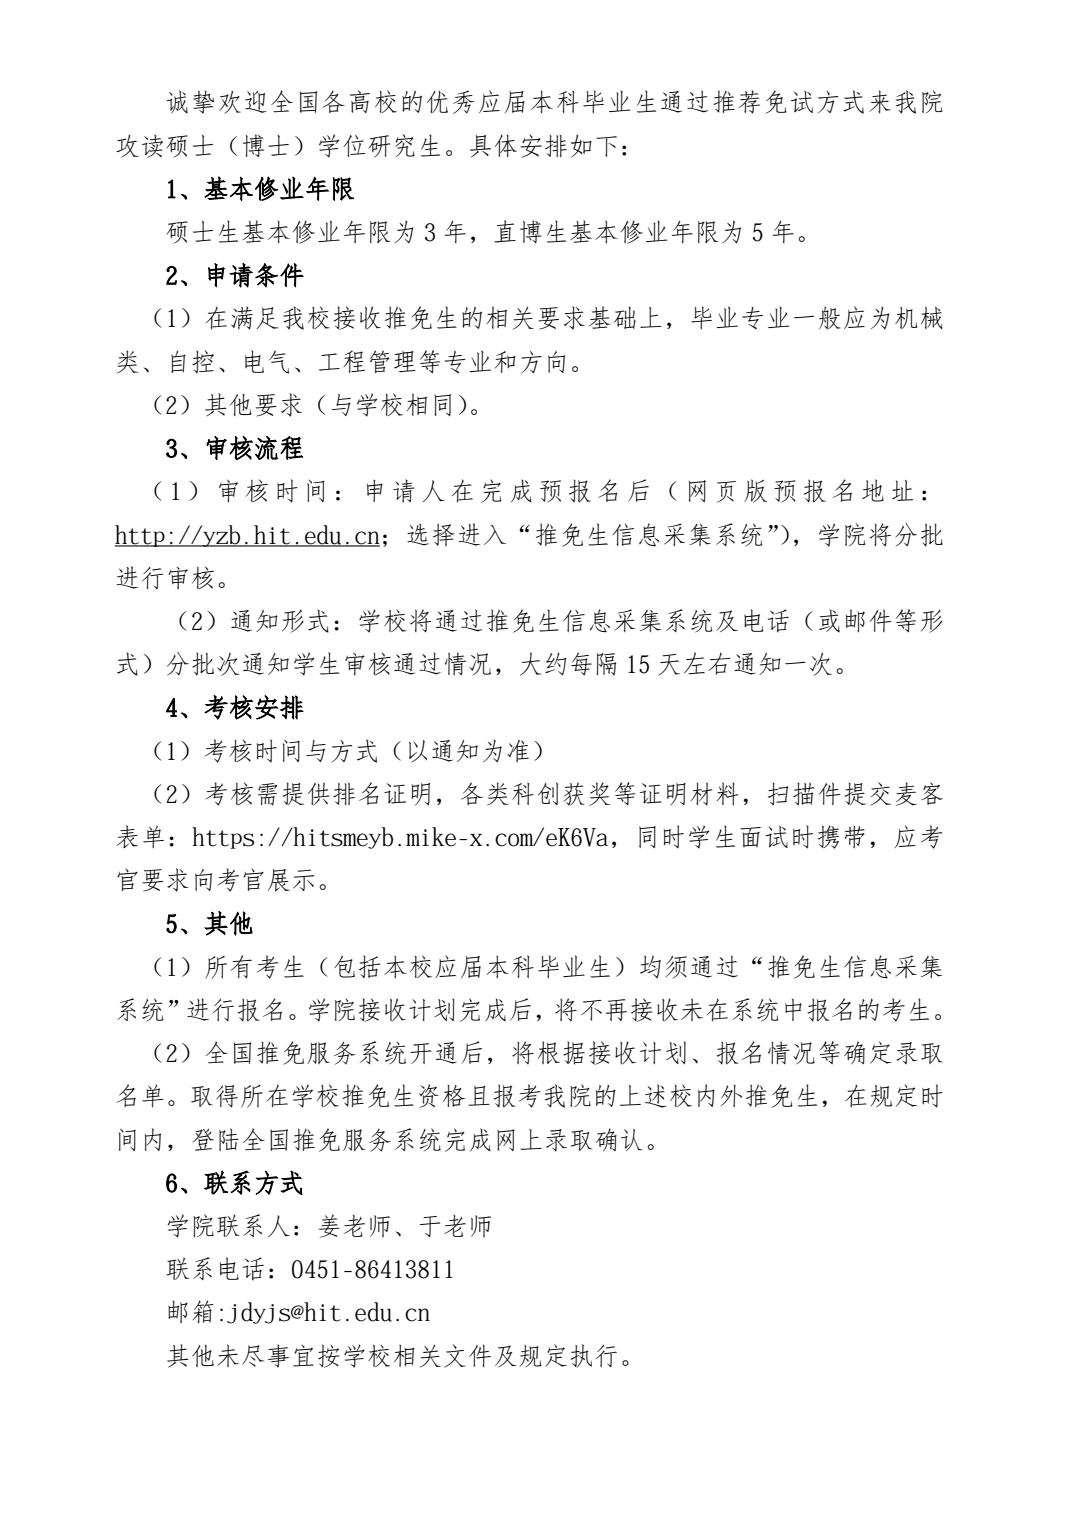 诚挚欢迎全国各高校的优秀应届本科毕业生通过推荐免试方式来我院
攻读硕士（博士）学位研究生。具体安排如下：
1、基本修业年限
硕士生基本修业年限为 3 年，直博生基本修业年限为 5 年。
2、申请条件
（1）在满足我校接收推免生的相关要求基础上，毕业专业一般应为机械
类、自控、电气、工程管理等专业和方向。
（2）其他要求（与学校相同）。
3、审核流程
（1）审核时间：申请人在完成预报名后（网页版预报名地址：
http://yzb.hit.edu.cn；选择进入“推免生信息采集系统”），学院将分批
进行审核。
（2）通知形式：学校将通过推免生信息采集系统及电话（或邮件等形
式）分批次通知学生审核通过情况，大约每隔 15 天左右通知一次。
4、考核安排
（1）考核时间与方式（以通知为准）
（2）考核需提供排名证明，各类科创获奖等证明材料，扫描件提交麦客
表单：https://hitsmeyb.mike-x.com/eK6Va，同时学生面试时携带，应考
官要求向考官展示。
5、其他
（1）所有考生（包括本校应届本科毕业生）均须通过“推免生信息采集
系统”进行报名。学院接收计划完成后，将不再接收未在系统中报名的考生。
（2）全国推免服务系统开通后，将根据接收计划、报名情况等确定录取
名单。取得所在学校推免生资格且报考我院的上述校内外推免生，在规定时
间内，登陆全国推免服务系统完成网上录取确认。
6、联系方式
学院联系人：姜老师、于老师
联系电话：0451-86413811
邮箱:jdyjs@hit.edu.cn
其他未尽事宜按学校相关文件及规定执行。